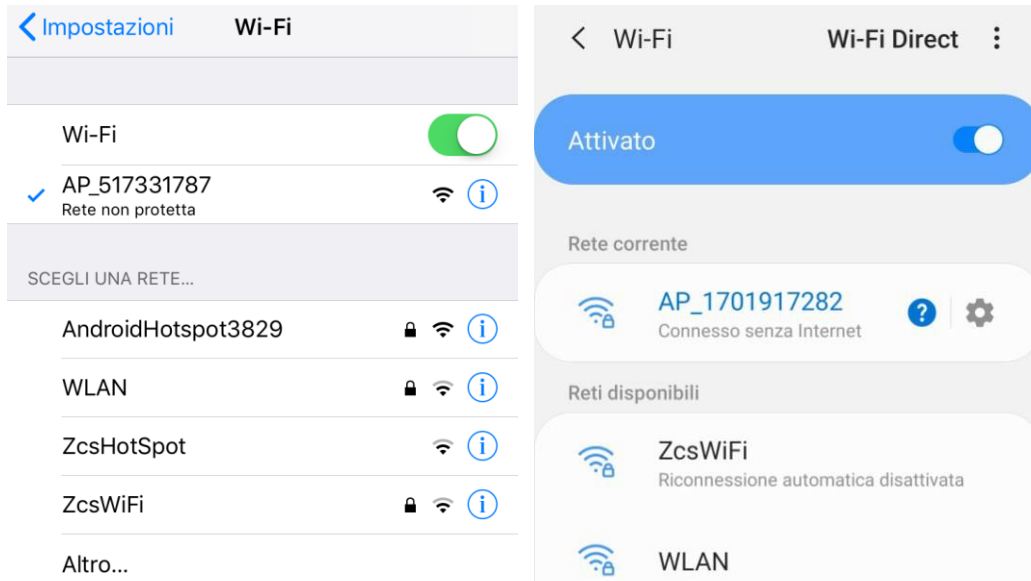 Impostazioni Wi-Fi
Wi-Fi
AP_517331787
Rete non protetta
SCEGLI UNA RETE...
AndroidHotspot3829
WLAN
ZcsHotSpot
ZcsWiFi
Altro...
Wi-Fi Wi-Fi Direct
Attivato
Rete corrente
AP_1701917282
Connesso senza Internet
Reti disponibili
ZcsWiFi
Riconnessione automatica disattivata
WLAN